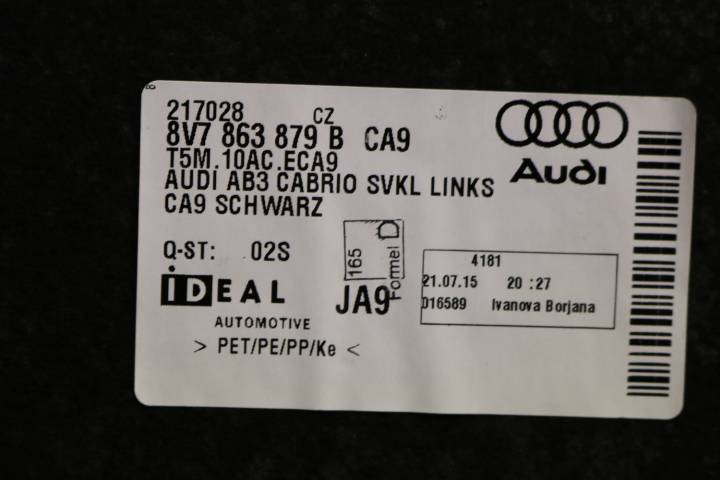 217028 CZ
8V7 863 879 B CA9
T5M.10AC.ECA9
AUDI AB3 CABRIO SVKL LINKS
CA9 SCHWARZ
Audi
Q-ST: 02S
165
Formel D
JA9
4181
21.07.15 20:27
016589 Ivanova Borjana
IDEAL
AUTOMOTIVE
> PET/PE/PP/Ke <